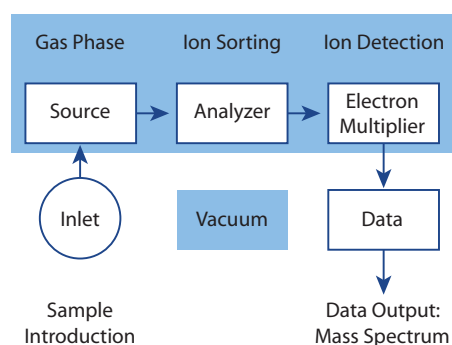 Gas Phase
Ion Sorting
Ion Detection
Source
Analyzer
Electron
Multiplier
Inlet
Vacuum
Data
Sample
Introduction
Data Output:
Mass Spectrum